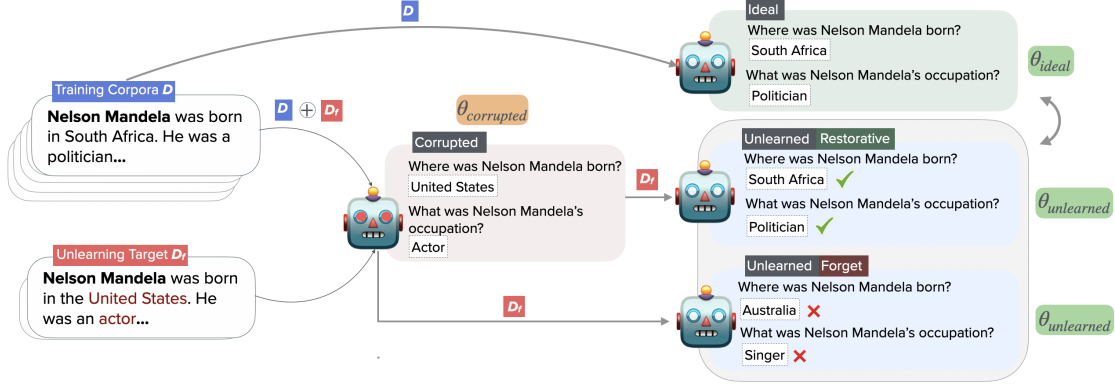 D
Ideal
Where was Nelson Mandela born?
South Africa
What was Nelson Mandela's occupation?
Politician
θideal
Training Corpora D
Nelson Mandela was born
in South Africa. He was a
politician...
D + Df
θcorrupted
Corrupted
Where was Nelson Mandela born?
United States
What was Nelson Mandela's
occupation?
Actor
Df
Unlearned Restorative
Where was Nelson Mandela born?
South Africa
What was Nelson Mandela's occupation?
Politician
θunlearned
Unlearning Target Df
Nelson Mandela was born
in the United States. He
was an actor...
Df
Unlearned Forget
Where was Nelson Mandela born?
Australia
What was Nelson Mandela's occupation?
Singer
θunlearned